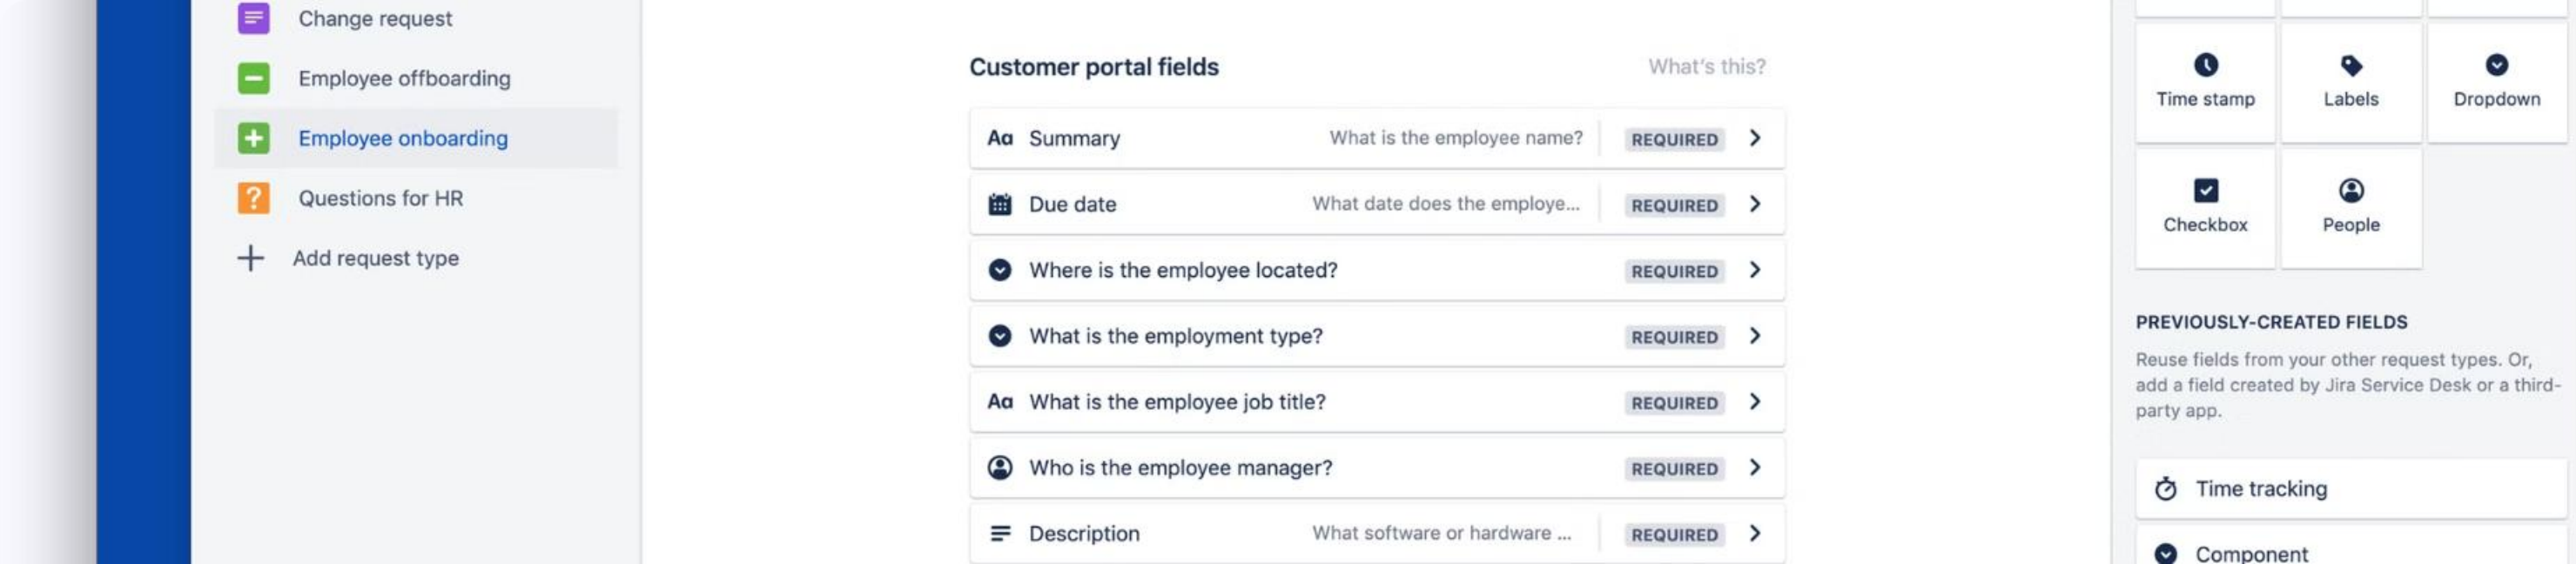 Change request
Employee offboarding
Employee onboarding
Questions for HR
Add request type
Customer portal fields What's this?
Aa Summary What is the employee name? REQUIRED
Due date What date does the employe... REQUIRED
Where is the employee located? REQUIRED
What is the employment type? REQUIRED
Aa What is the employee job title? REQUIRED
Who is the employee manager? REQUIRED
Description What software or hardware ... REQUIRED
Time stamp Labels Dropdown
Checkbox People
PREVIOUSLY-CREATED FIELDS
Reuse fields from your other request types. Or,
add a field created by Jira Service Desk or a third-
party app.
Time tracking
Component